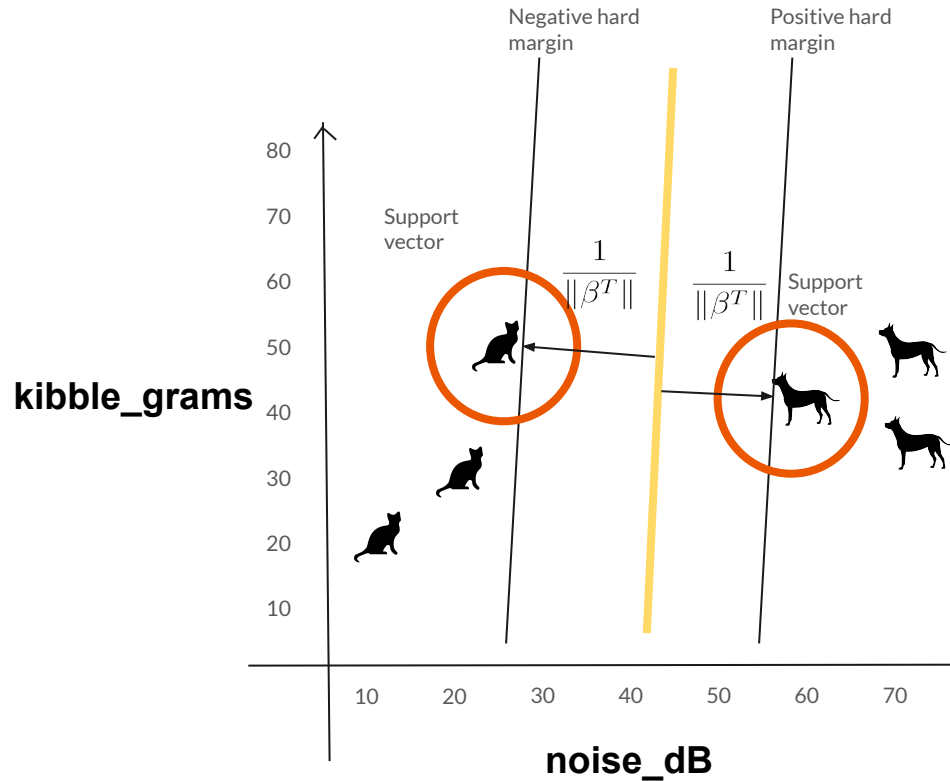 Negative hard
margin
Positive hard
margin
80
70
Support
vector
60
1
‖β^T‖
1
‖β^T‖
Support
vector
50
kibble_grams
40
30
20
10
10 20 30 40 50 60 70
noise_dB